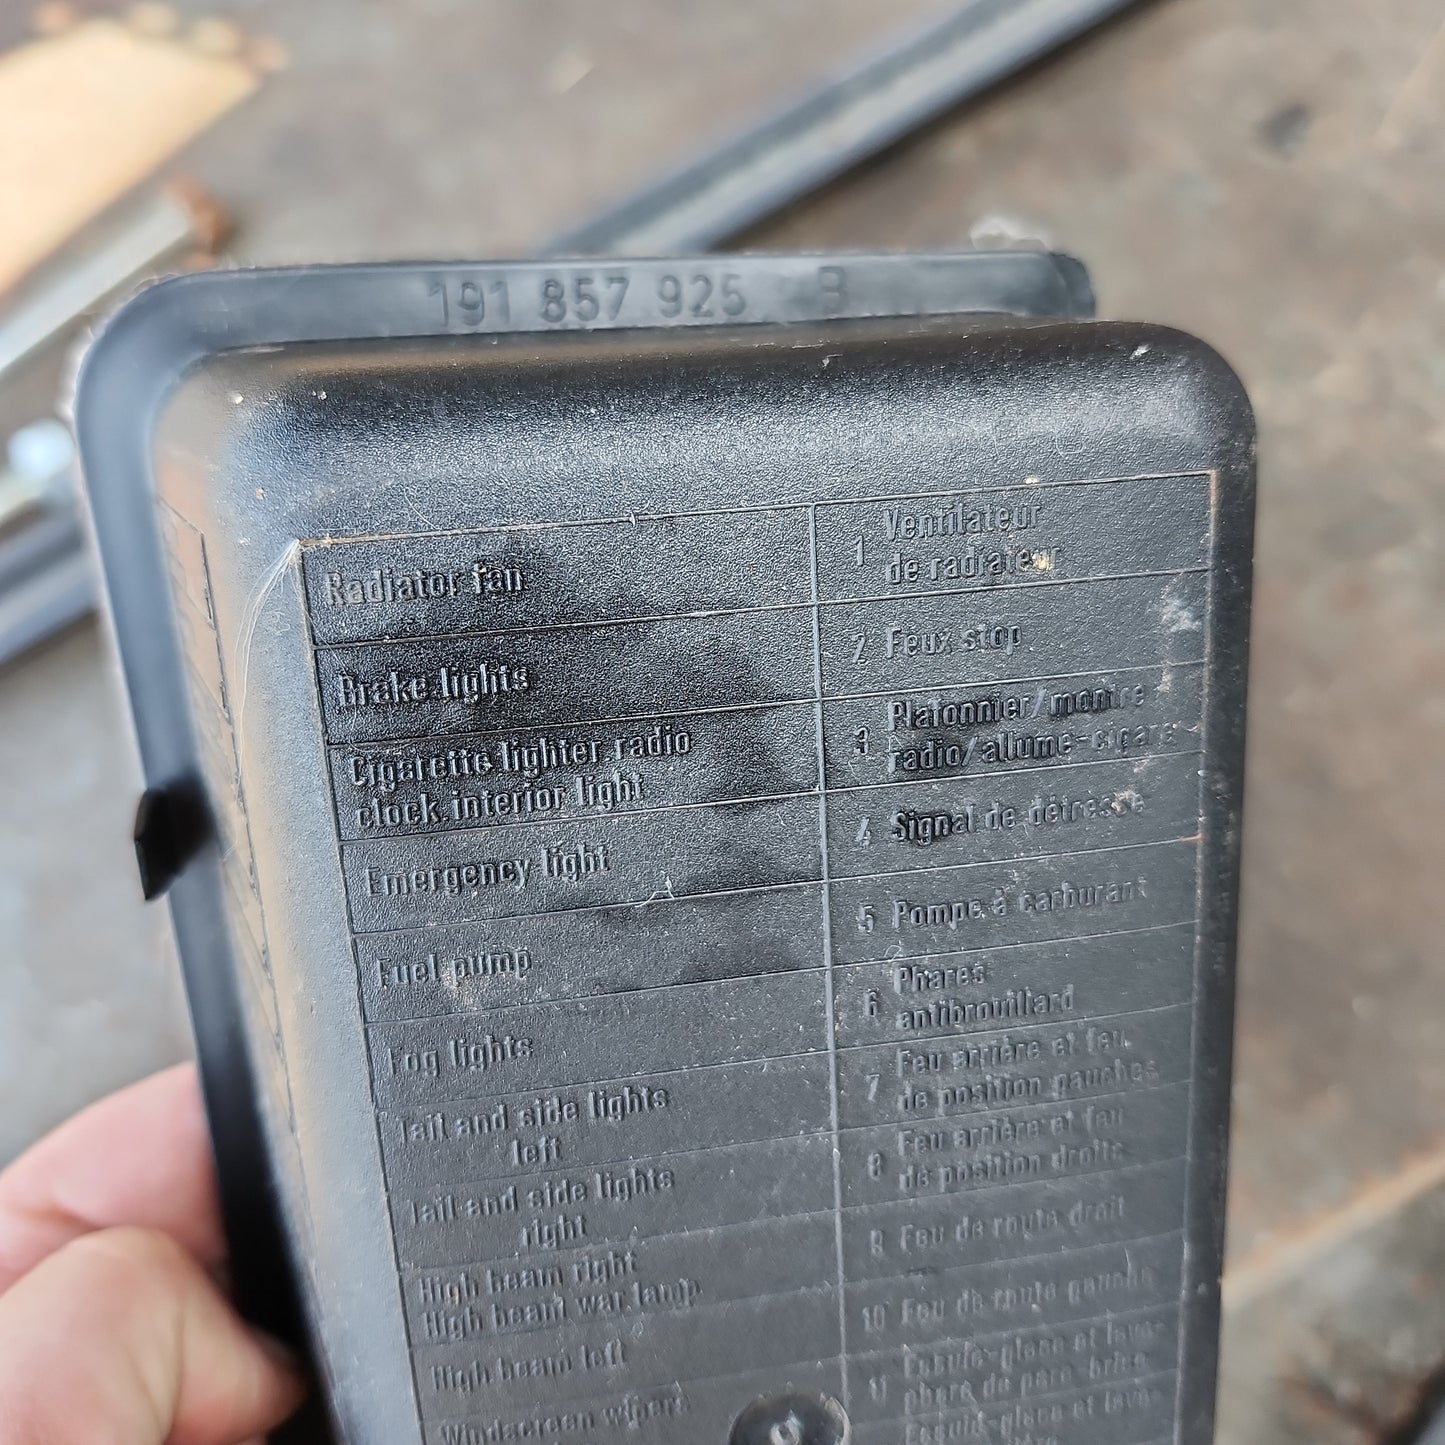 191 857 925 B
Radiator fan
1 Ventilateur
de radiateur
Brake lights
2 Feux stop
Cigarette lighter radio
clock interior light
3 Plafonnier/montre
radio/allume-cigare
Emergency light
4 Signal de détresse
Fuel pump
5 Pompe à carburant
Fog lights
6 Phares
antibrouillard
Tail and side lights
left
7 Feu arrière et feu
de position gauches
Tail and side lights
right
8 Feu arrière et feu
de position droits
High beam right
High beam war.lamp
9 Feu de route droit
High beam left
10 Feu de route gauche
Windscreen wipers
11 Essuie-glace et lave-
phare de pare-brise
Essuie-glace et lave-